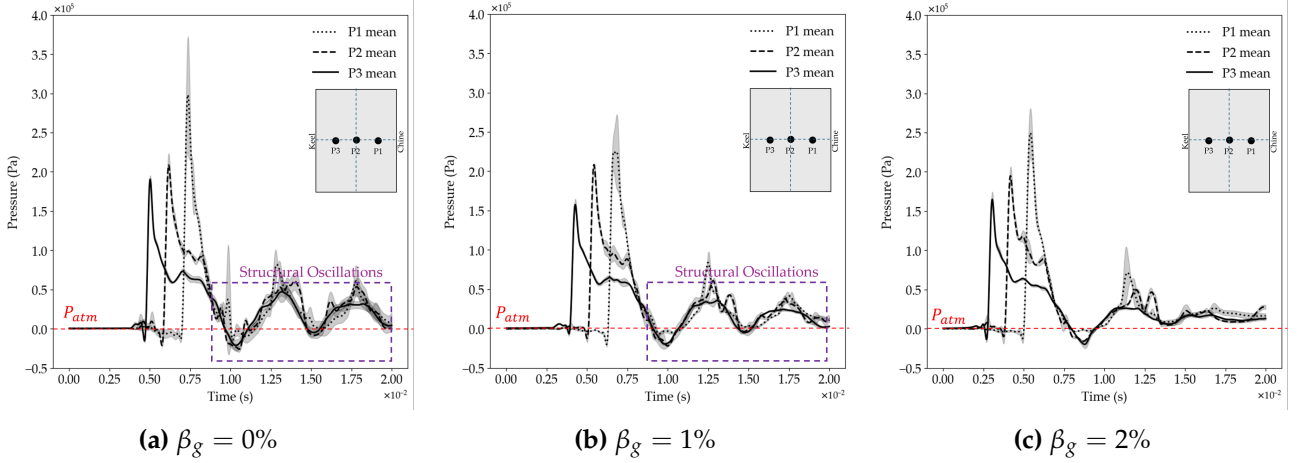 ×10⁵
4.0
3.5
3.0
2.5
2.0
1.5
1.0
0.5
0.0
−0.5
Pressure (Pa)
P1 mean
P2 mean
P3 mean
Keel
P3
P2
P1
Chine
Structural Oscillations
P_atm
0.00
0.25
0.50
0.75
1.00
1.25
1.50
1.75
2.00
Time (s)
×10⁻²
(a) β_g = 0%
×10⁵
4.0
3.5
3.0
2.5
2.0
1.5
1.0
0.5
0.0
−0.5
Pressure (Pa)
P1 mean
P2 mean
P3 mean
Keel
P3
P2
P1
Chine
Structural Oscillations
P_atm
0.00
0.25
0.50
0.75
1.00
1.25
1.50
1.75
2.00
Time (s)
×10⁻²
(b) β_g = 1%
×10⁵
4.0
3.5
3.0
2.5
2.0
1.5
1.0
0.5
0.0
−0.5
Pressure (Pa)
P1 mean
P2 mean
P3 mean
Keel
P3
P2
P1
Chine
P_atm
0.00
0.25
0.50
0.75
1.00
1.25
1.50
1.75
2.00
Time (s)
×10⁻²
(c) β_g = 2%